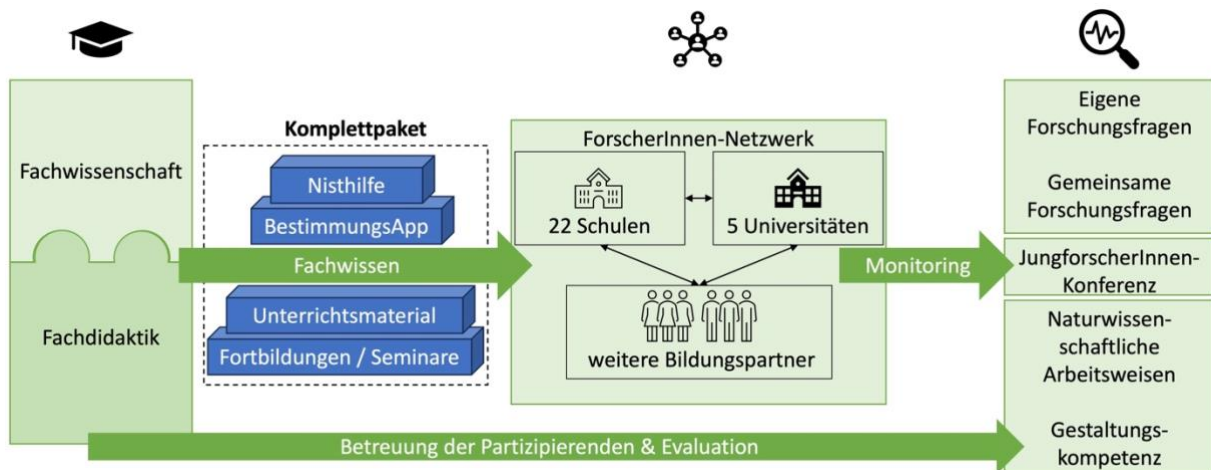 Fachwissenschaft
Fachdidaktik
Komplettpaket
Nisthilfe
BestimmungsApp
Fachwissen
Unterrichtsmaterial
Fortbildungen / Seminare
ForscherInnen-Netzwerk
22 Schulen
5 Universitäten
weitere Bildungspartner
Monitoring
Eigene
Forschungsfragen
Gemeinsame
Forschungsfragen
JungforscherInnen-
Konferenz
Naturwissen-
schaftliche
Arbeitsweisen
Gestaltungs-
kompetenz
Betreuung der Partizipierenden & Evaluation